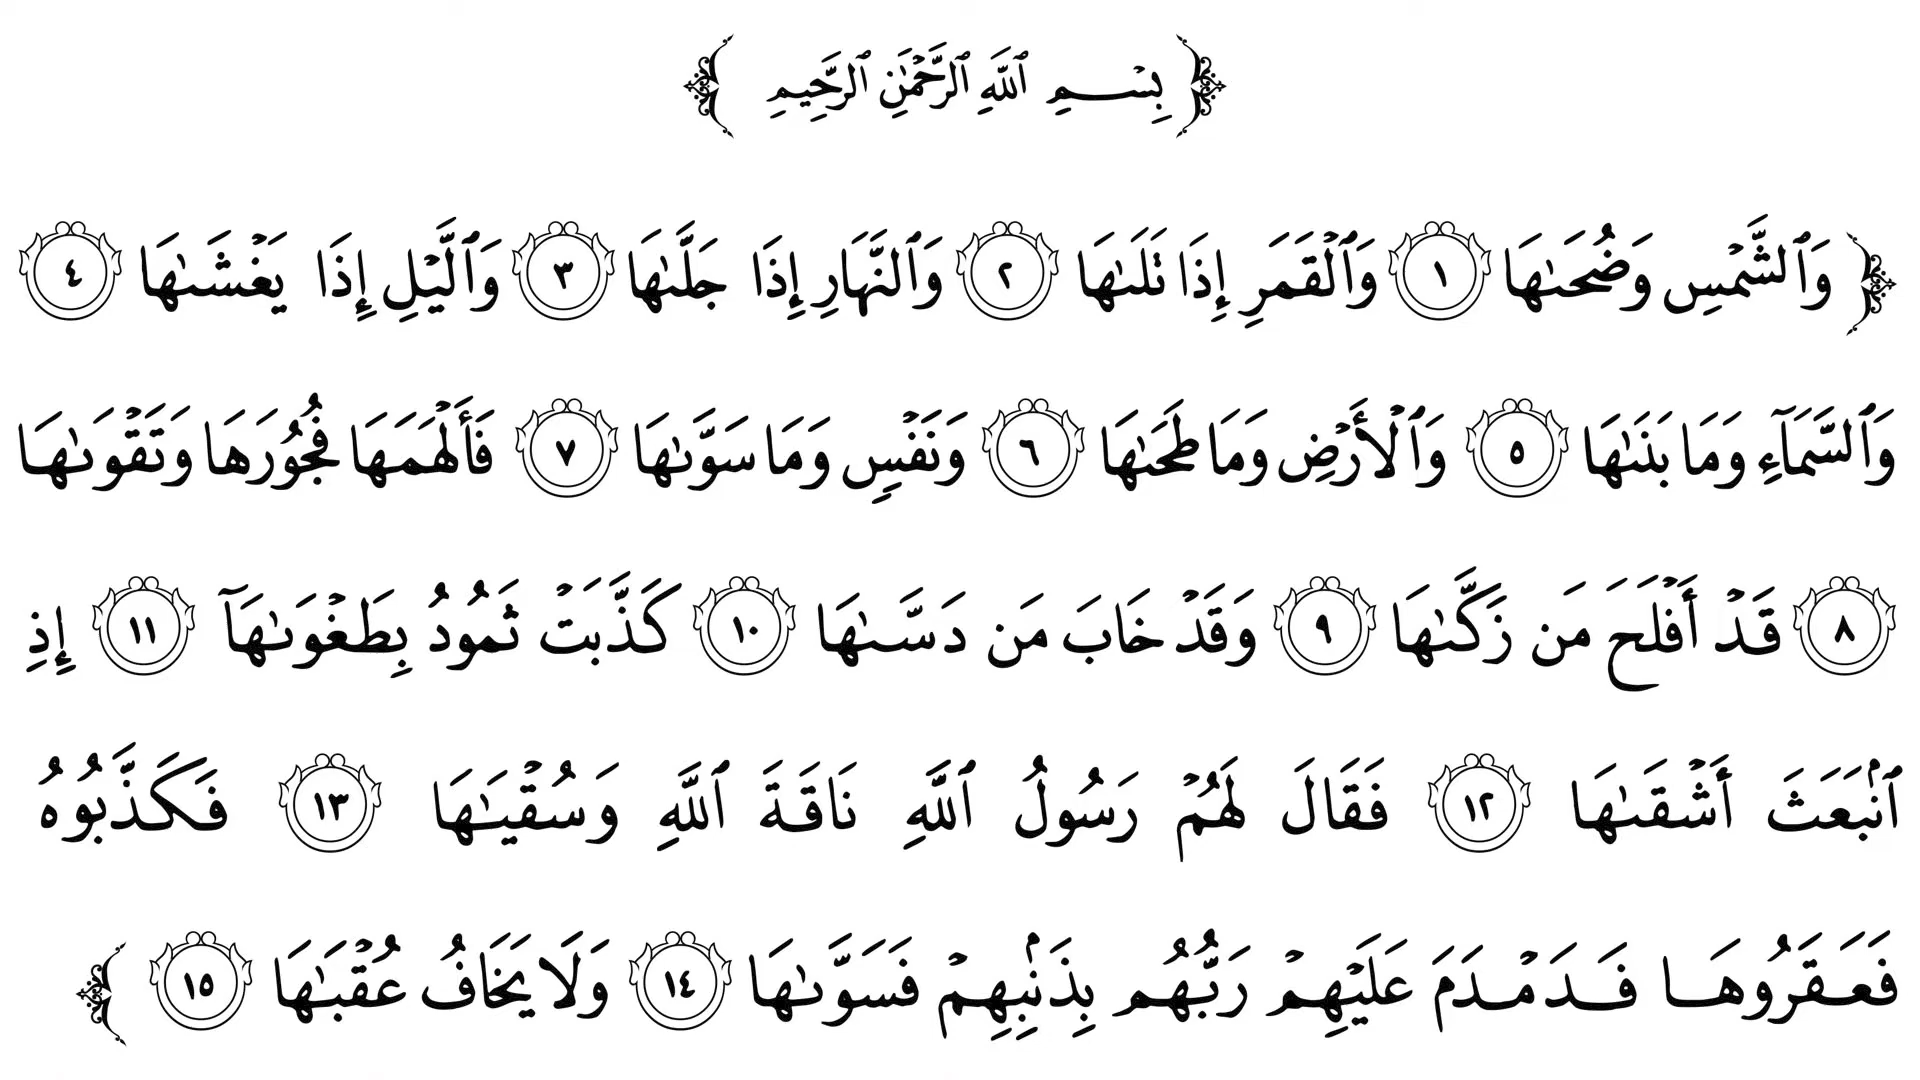 ﴿ بِسۡمِ ٱللَّهِ ٱلرَّحۡمَٰنِ ٱلرَّحِيمِ ﴾
﴿ وَٱلشَّمۡسِ وَضُحَىٰهَا ١ وَٱلۡقَمَرِ إِذَا تَلَىٰهَا ٢ وَٱلنَّهَارِ إِذَا جَلَّىٰهَا ٣ وَٱلَّيۡلِ إِذَا يَغۡشَىٰهَا ٤
وَٱلسَّمَآءِ وَمَا بَنَىٰهَا ٥ وَٱلۡأَرۡضِ وَمَا طَحَىٰهَا ٦ وَنَفۡسٖ وَمَا سَوَّىٰهَا ٧ فَأَلۡهَمَهَا فُجُورَهَا وَتَقۡوَىٰهَا
٨ قَدۡ أَفۡلَحَ مَن زَكَّىٰهَا ٩ وَقَدۡ خَابَ مَن دَسَّىٰهَا ١٠ كَذَّبَتۡ ثَمُودُ بِطَغۡوَىٰهَآ ١١ إِذِ
ٱنۢبَعَثَ أَشۡقَىٰهَا ١٢ فَقَالَ لَهُمۡ رَسُولُ ٱللَّهِ نَاقَةَ ٱللَّهِ وَسُقۡيَٰهَا ١٣ فَكَذَّبُوهُ
فَعَقَرُوهَا فَدَمۡدَمَ عَلَيۡهِمۡ رَبُّهُم بِذَنۢبِهِمۡ فَسَوَّىٰهَا ١٤ وَلَا يَخَافُ عُقۡبَٰهَا ١٥ ﴾